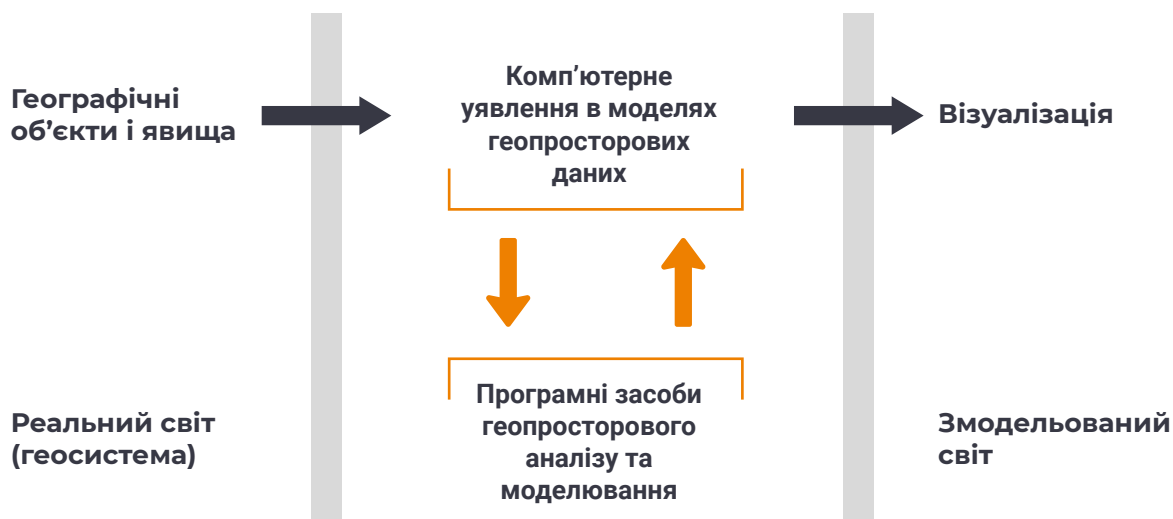 Географічні
об’єкти і явища
Комп’ютерне
уявлення в моделях
геопросторових
даних
Візуалізація
Реальний світ
(геосистема)
Програмні засоби
геопросторового
аналізу та
моделювання
Змодельований
світ